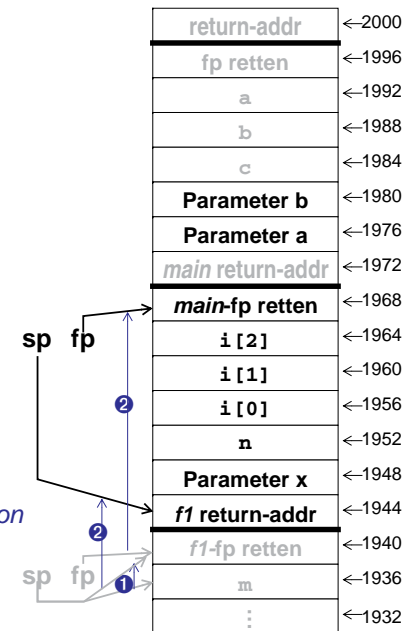 return-addr ←2000
fp retten ←1996
a ←1992
b ←1988
c ←1984
Parameter b ←1980
Parameter a ←1976
main return-addr ←1972
main-fp retten ←1968
sp fp i[2] ←1964
i[1] ←1960
❷ i[0] ←1956
n ←1952
Parameter x ←1948
on f1 return-addr ←1944
❷
f1-fp retten ←1940
sp fp ❶ m ←1936
⋮ ←1932